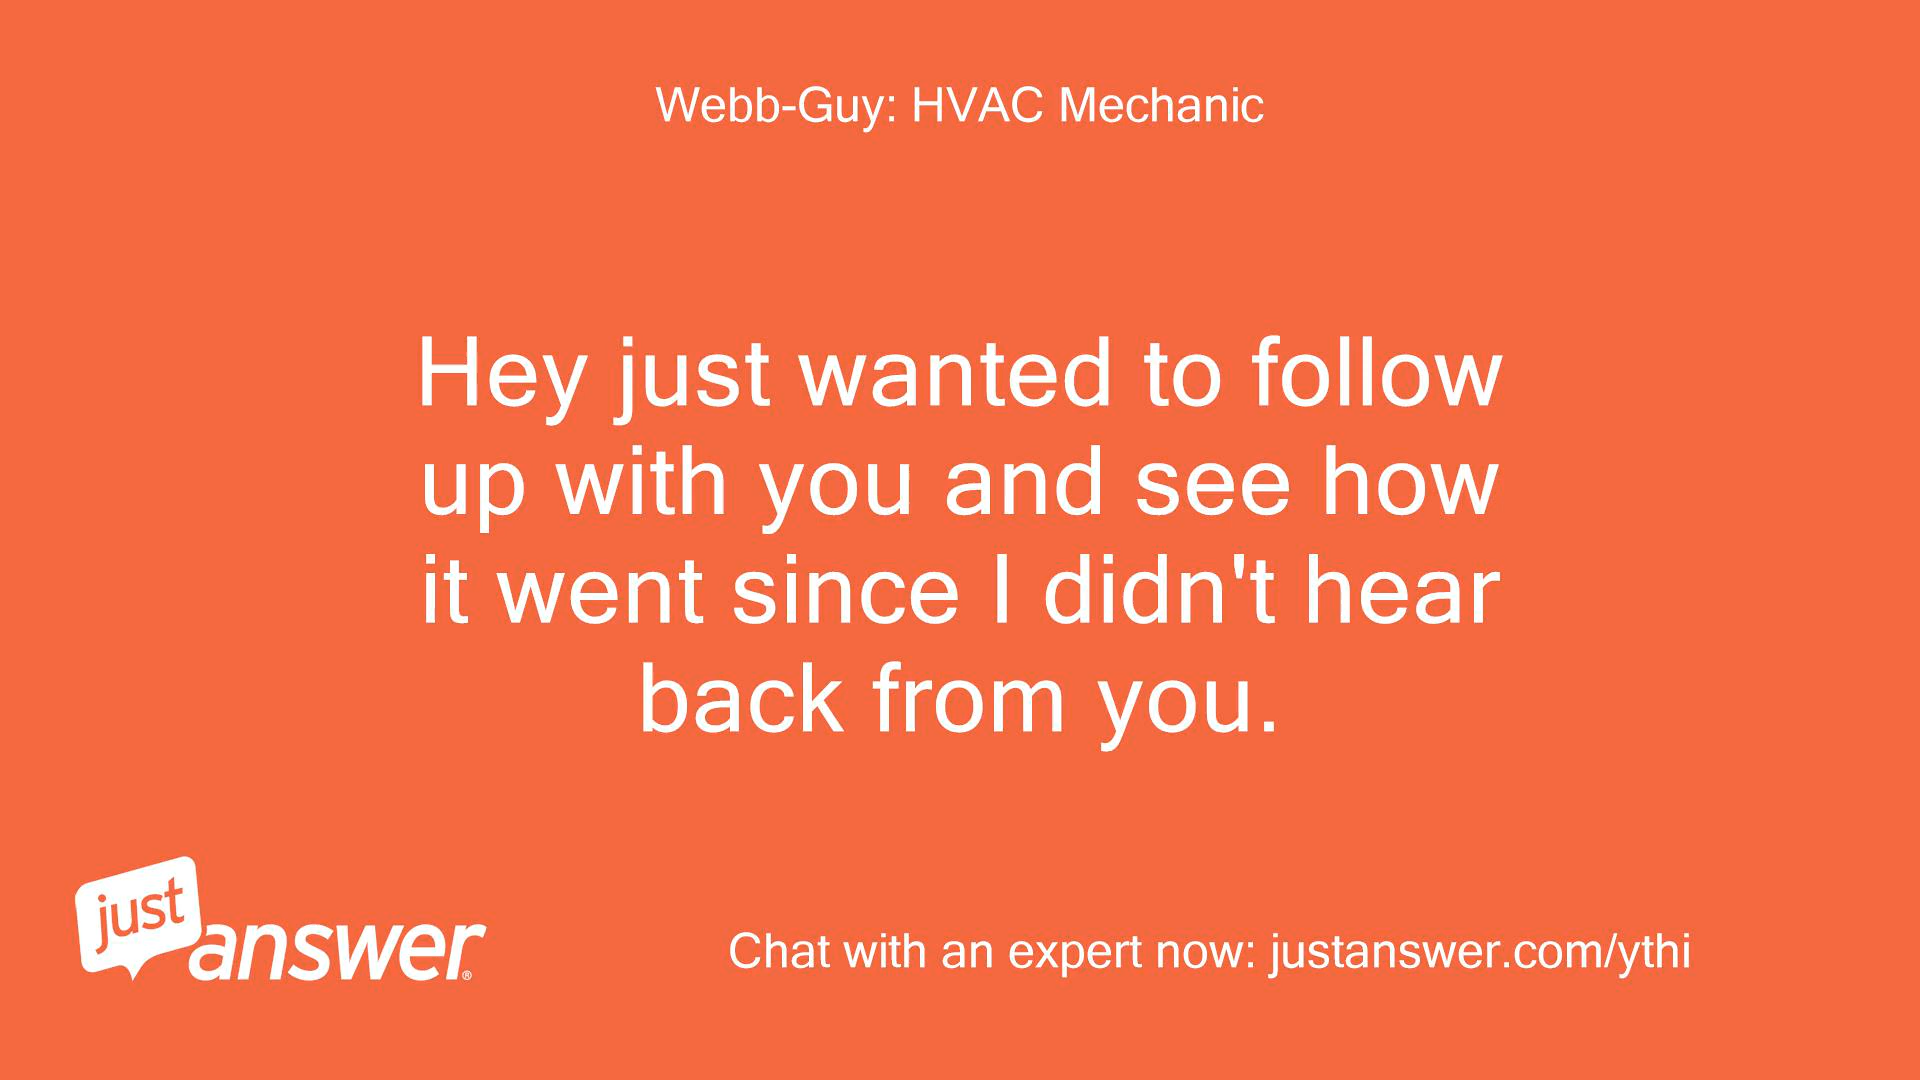 Webb-Guy: HVAC Mechanic
Hey just wanted to follow
up with you and see how
it went since I didn't hear
back from you.
just
answer®
Chat with an expert now: justanswer.com/ythi